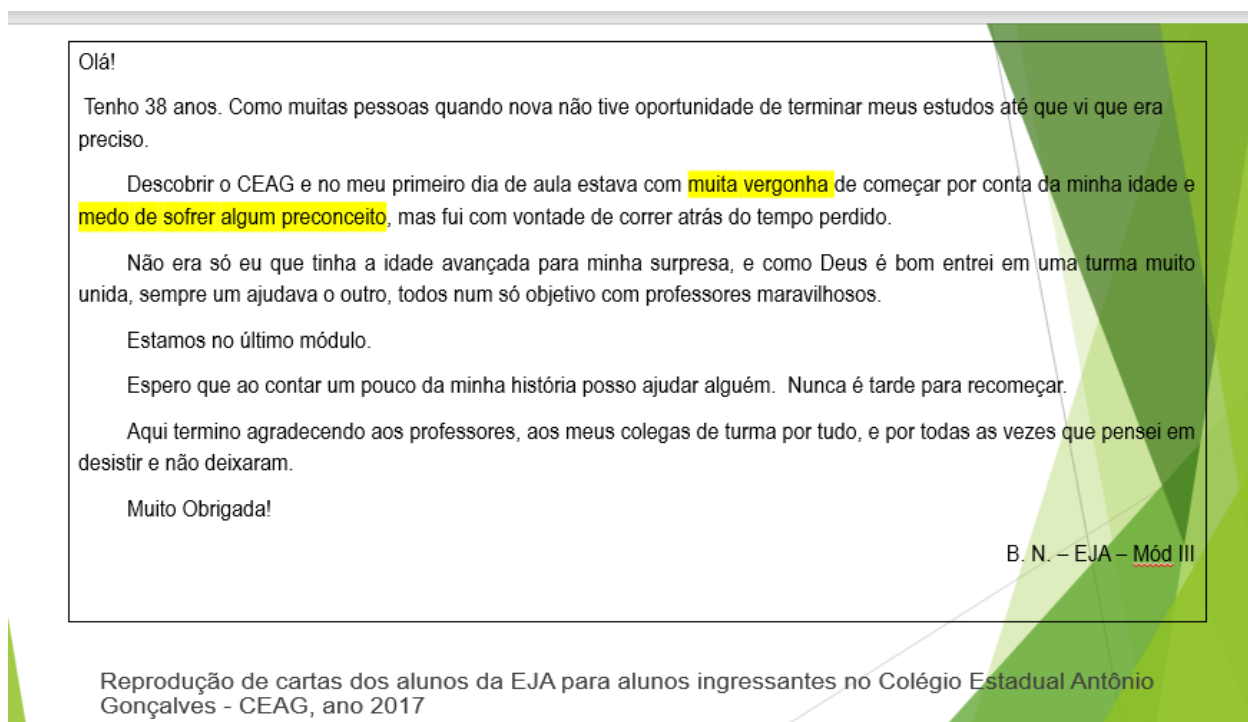 Olá!
Tenho 38 anos. Como muitas pessoas quando nova não tive oportunidade de terminar meus estudos até que vi que era
preciso.
Descobrir o CEAG e no meu primeiro dia de aula estava com muita vergonha de começar por conta da minha idade e
medo de sofrer algum preconceito, mas fui com vontade de correr atrás do tempo perdido.
Não era só eu que tinha a idade avançada para minha surpresa, e como Deus é bom entrei em uma turma muito
unida, sempre um ajudava o outro, todos num só objetivo com professores maravilhosos.
Estamos no último módulo.
Espero que ao contar um pouco da minha história posso ajudar alguém. Nunca é tarde para recomeçar.
Aqui termino agradecendo aos professores, aos meus colegas de turma por tudo, e por todas as vezes que pensei em
desistir e não deixaram.
Muito Obrigada!
B. N. – EJA – Mód III
Reprodução de cartas dos alunos da EJA para alunos ingressantes no Colégio Estadual Antônio
Gonçalves - CEAG, ano 2017